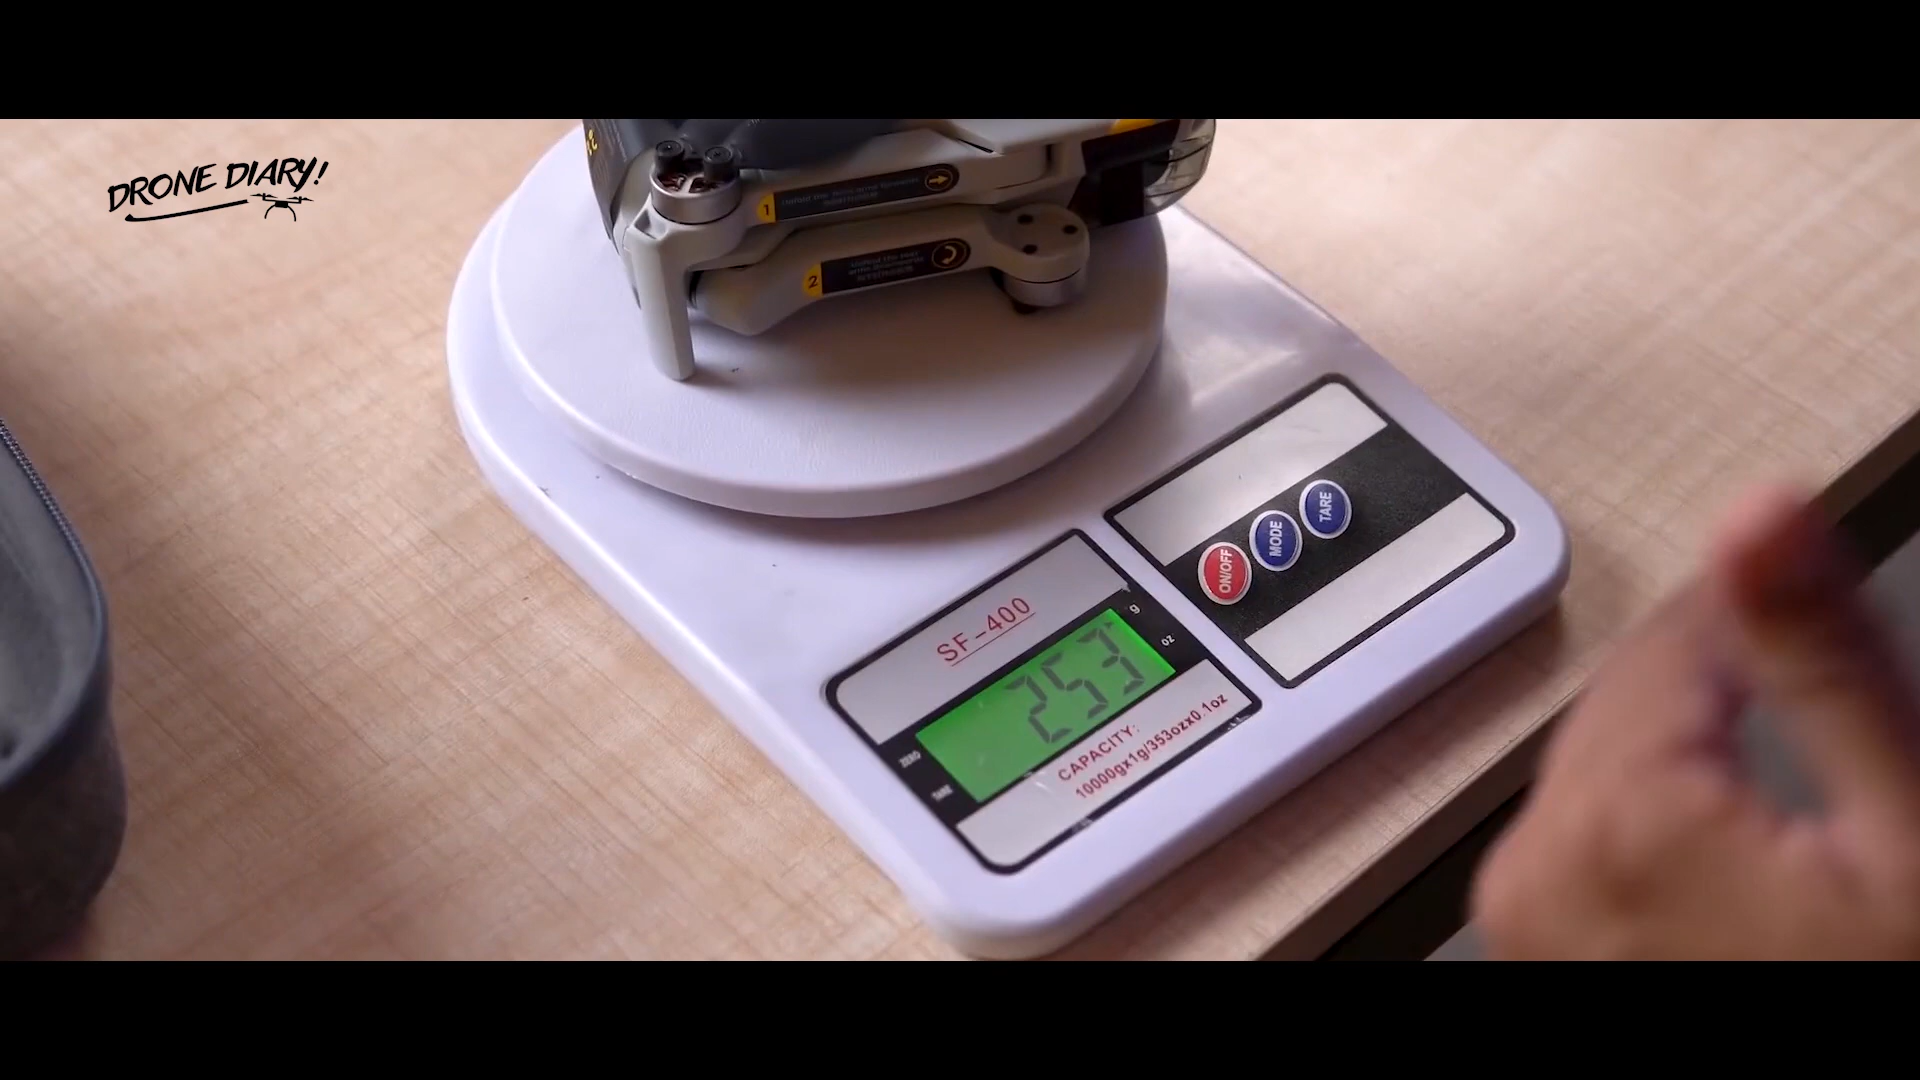 DRONE DIARY!
1
2
ON/OFF
MODE
TARE
SF-400
253
g
oz
ZERO
TARE
CAPACITY:
10000gx1g/353ozx0.1oz